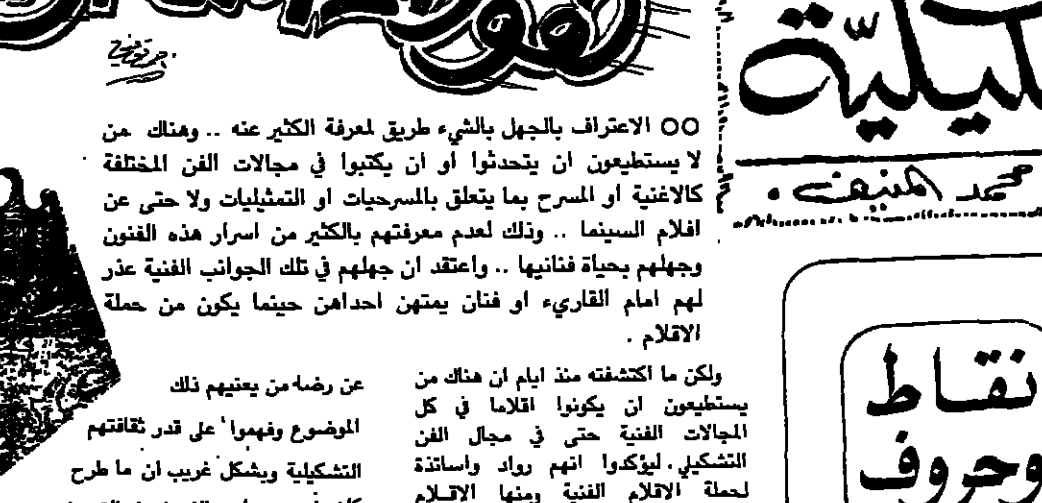 محمد المنيف
○○ الاعتراف بالجهل بالشيء طريق لمعرفة الكثير عنه .. وهناك من
لا يستطيعون ان يتحدثوا او ان يكتبوا في مجالات الفن المختلفة
كالاغنية او المسرح بما يتعلق بالمسرحيات او التمثيليات ولا حتى عن
افلام السينما .. وذلك لعدم معرفتهم بالكثير من اسرار هذه الفنون
وجهلهم بحياة فنانيها .. واعتقد ان جهلهم في تلك الجوانب الفنية عذر
لهم امام القاريء او فنان يمتهن احداهن حينما يكون من حملة
الاقلام .
ولكن ما اكتشفته منذ ايام ان هناك من
يستطيعون ان يكونوا اقلاما في كل
المجالات الفنية حتى في مجال الفن
التشكيلي . ليؤكدوا انهم رواد واساتذة
لحملة الاقلام الفنية ومنها الاقلام
عن رضا من يعنيهم ذلك
الموضوع وفهموا على قدر ثقافتهم
التشكيلية وبشكل غريب ان ما طرح
نقاط
وحروف